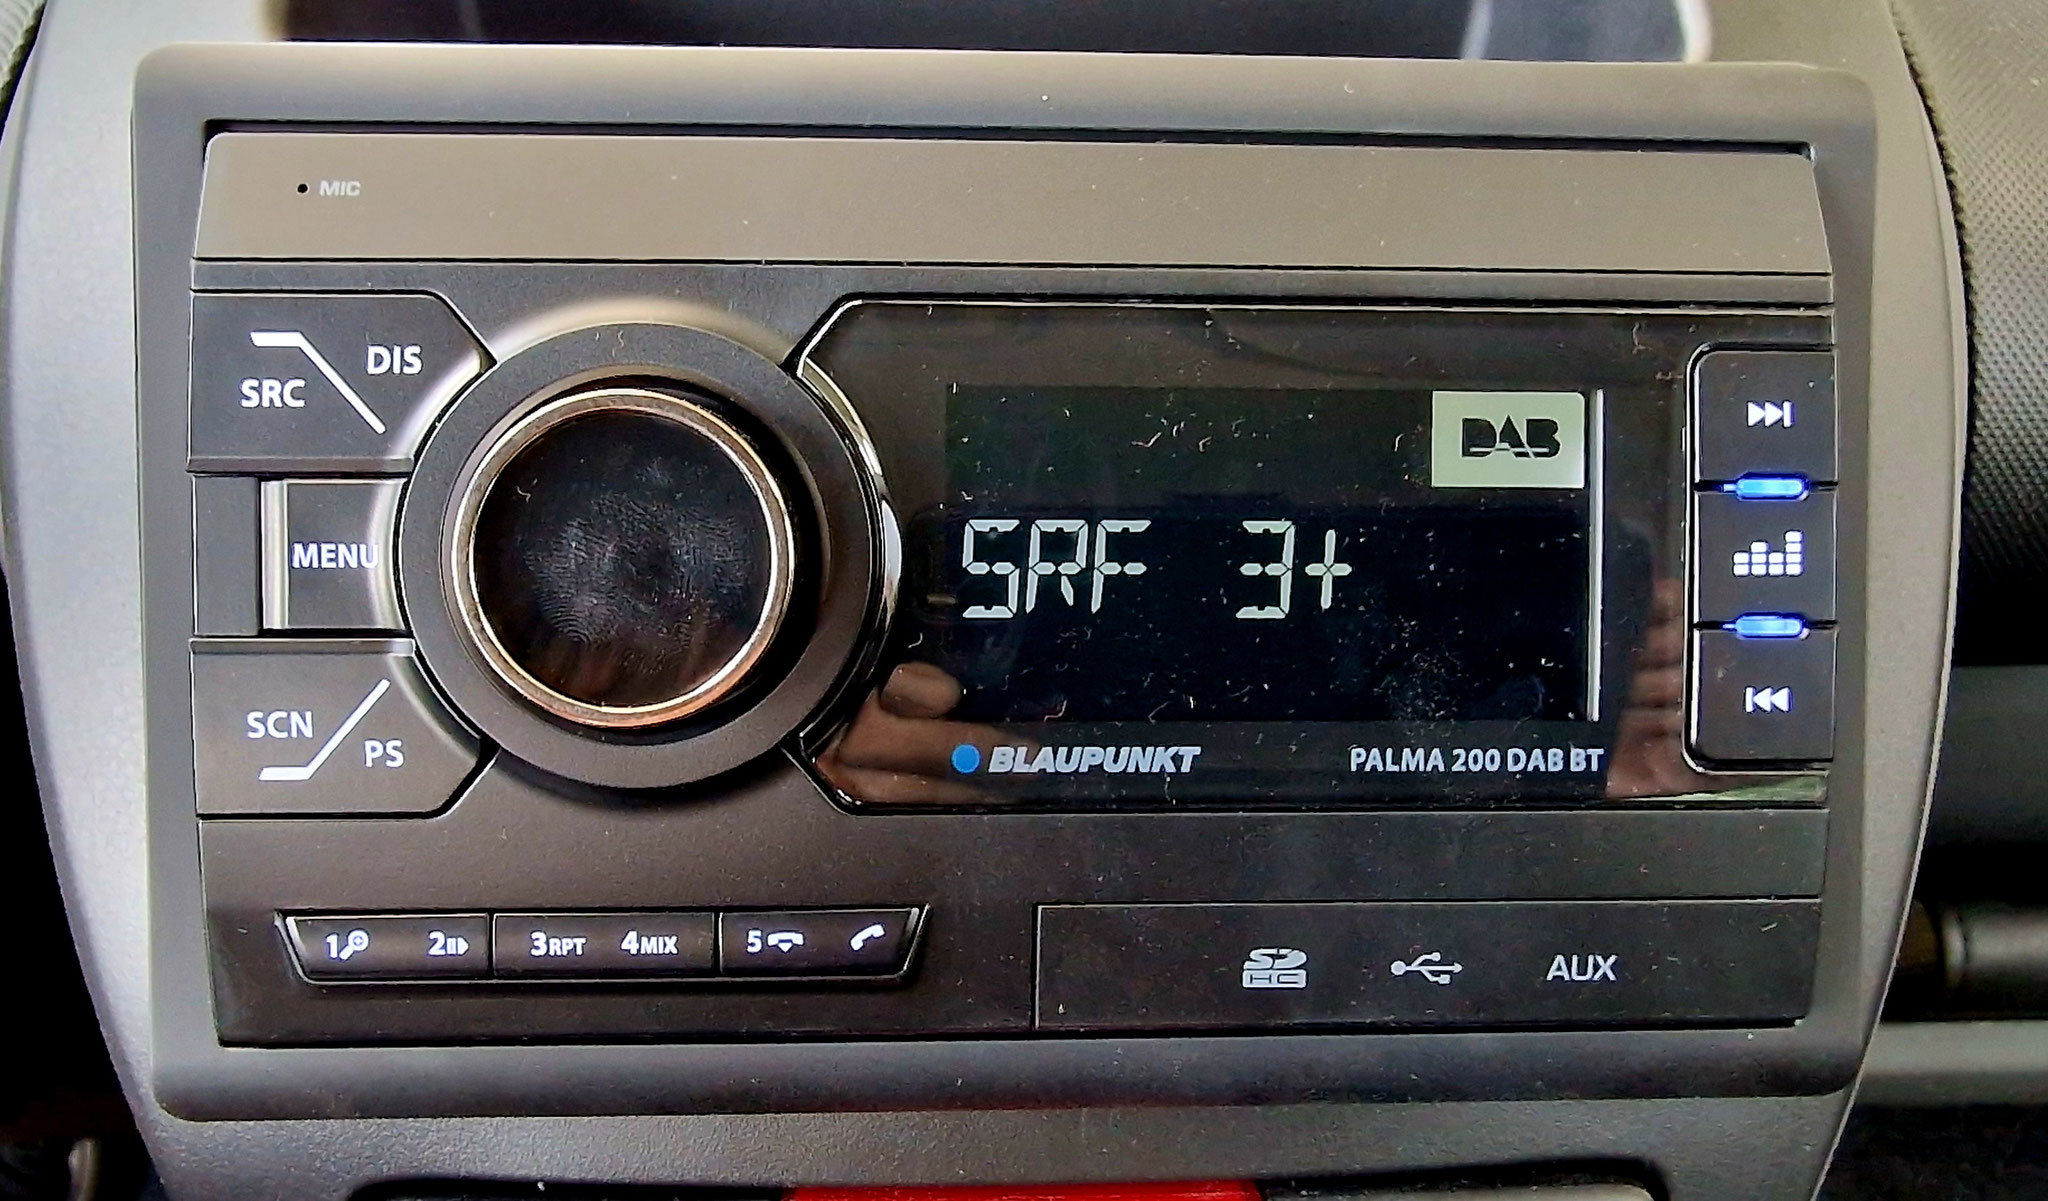 MIC
SRC DIS
DAB
MENU
SRF 3+
SCN PS
BLAUPUNKT PALMA 200 DAB BT
1 2 3RPT 4MIX 5
SD HC AUX